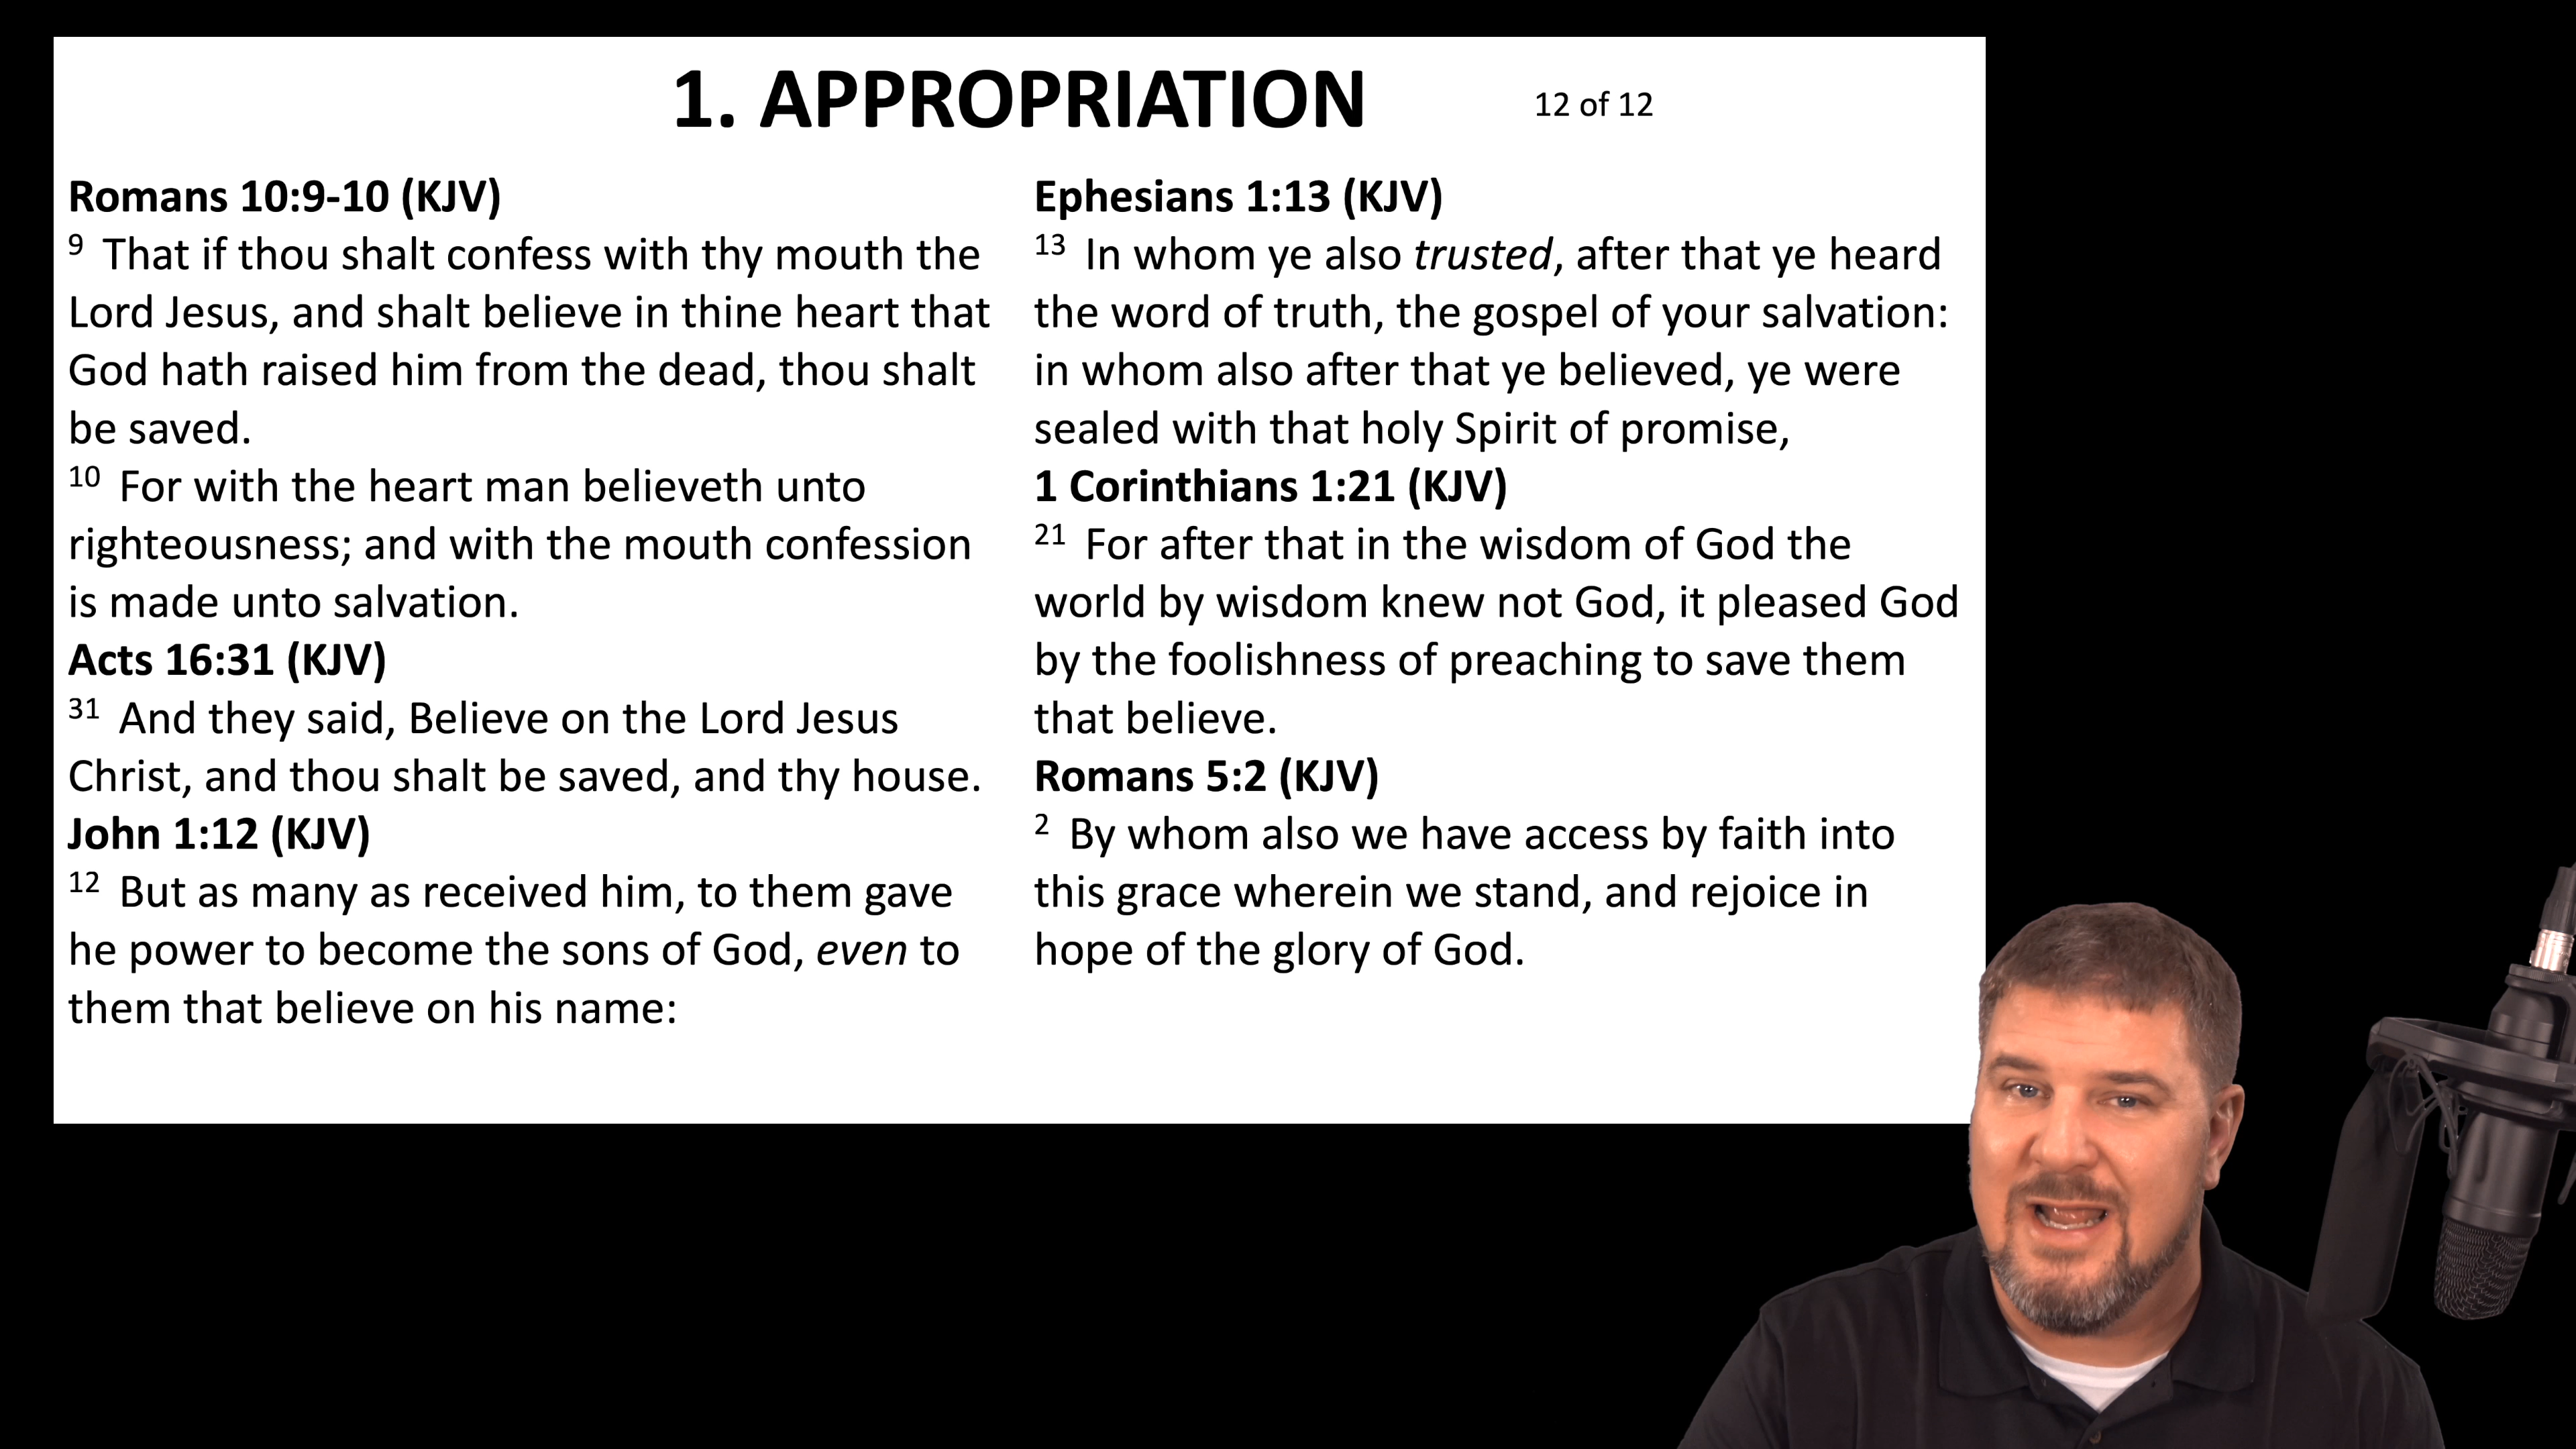 1. APPROPRIATION
12 of 12
Romans 10:9-10 (KJV)
9 That if thou shalt confess with thy mouth the
Lord Jesus, and shalt believe in thine heart that
God hath raised him from the dead, thou shalt
be saved.
10 For with the heart man believeth unto
righteousness; and with the mouth confession
is made unto salvation.
Acts 16:31 (KJV)
31 And they said, Believe on the Lord Jesus
Christ, and thou shalt be saved, and thy house.
John 1:12 (KJV)
12 But as many as received him, to them gave
he power to become the sons of God, even to
them that believe on his name:
Ephesians 1:13 (KJV)
13 In whom ye also trusted, after that ye heard
the word of truth, the gospel of your salvation:
in whom also after that ye believed, ye were
sealed with that holy Spirit of promise,
1 Corinthians 1:21 (KJV)
21 For after that in the wisdom of God the
world by wisdom knew not God, it pleased God
by the foolishness of preaching to save them
that believe.
Romans 5:2 (KJV)
2 By whom also we have access by faith into
this grace wherein we stand, and rejoice in
hope of the glory of God.